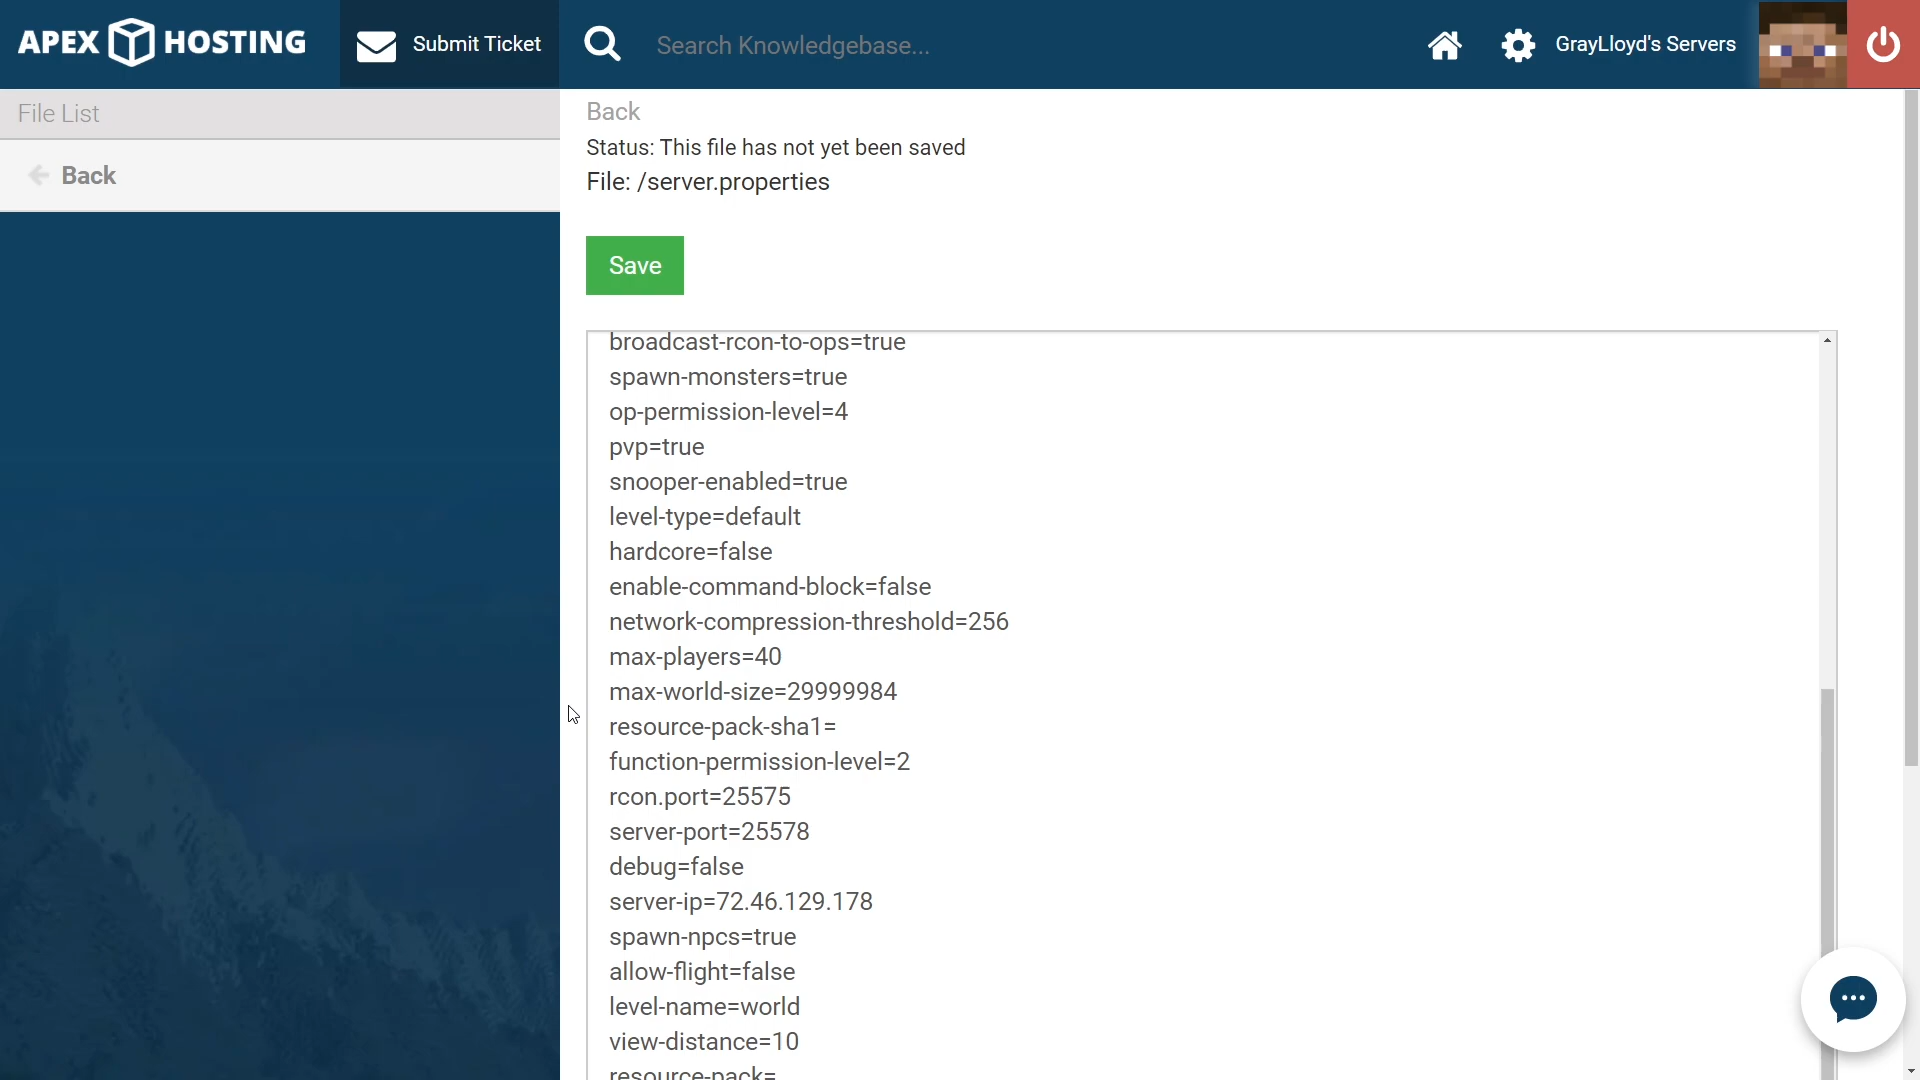 APEX HOSTING
Submit Ticket
Search Knowledgebase...
GrayLloyd's Servers
File List
Back
Back
Status: This file has not yet been saved
File: /server.properties
Save
broadcast-rcon-to-ops=true
spawn-monsters=true
op-permission-level=4
pvp=true
snooper-enabled=true
level-type=default
hardcore=false
enable-command-block=false
network-compression-threshold=256
max-players=40
max-world-size=29999984
resource-pack-sha1=
function-permission-level=2
rcon.port=25575
server-port=25578
debug=false
server-ip=72.46.129.178
spawn-npcs=true
allow-flight=false
level-name=world
view-distance=10
resource-pack=